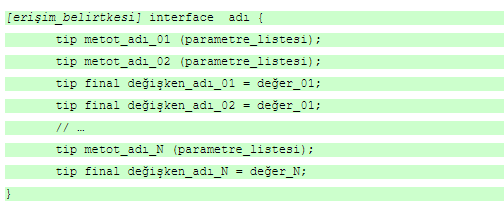 [erişim_belirtkesi] interface  adı {
       tip metot_adı_01 (parametre_listesi);
       tip metot_adı_02 (parametre_listesi);
       tip final değişken_adı_01 = değer_01;
       tip final değişken_adı_02 = değer_01;
       // …
       tip metot_adı_N (parametre_listesi);
       tip final değişken_adı_N = değer_N;
}